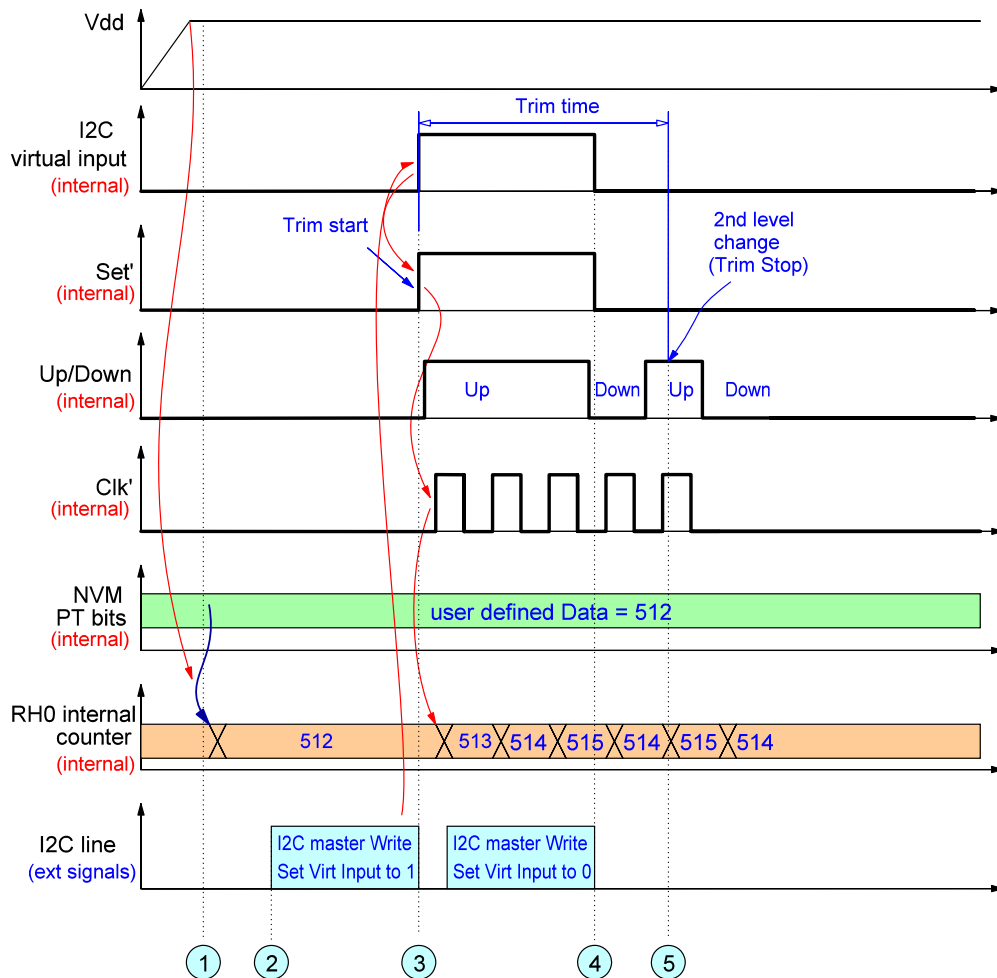 Vdd
Trim time
I2C
virtual input
(internal)
Trim start
2nd level
change
(Trim Stop)
Set'
(internal)
Up/Down
(internal)
Up
Down
Up
Down
Clk'
(internal)
NVM
PT bits
(internal)
user defined Data = 512
RH0 internal
counter
(internal)
512
513
514
515
514
515
514
I2C line
(ext signals)
I2C master Write
Set Virt Input to 1
I2C master Write
Set Virt Input to 0
1
2
3
4
5